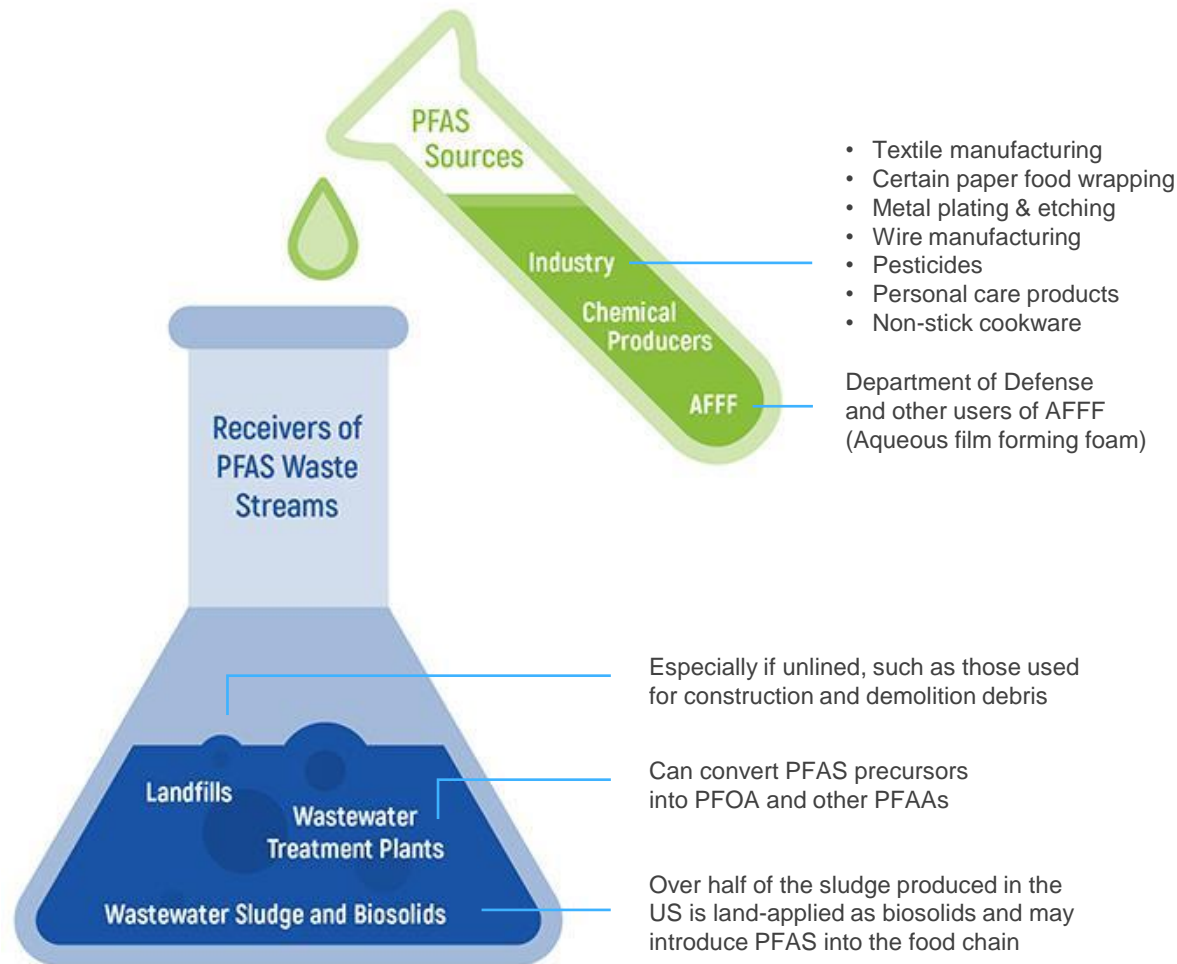 PFAS
Sources
Industry
Chemical
Producers
AFFF
• Textile manufacturing
• Certain paper food wrapping
• Metal plating & etching
• Wire manufacturing
• Pesticides
• Personal care products
• Non-stick cookware
Department of Defense
and other users of AFFF
(Aqueous film forming foam)
Receivers of
PFAS Waste
Streams
Landfills
Wastewater
Treatment Plants
Wastewater Sludge and Biosolids
Especially if unlined, such as those used
for construction and demolition debris
Can convert PFAS precursors
into PFOA and other PFAAs
Over half of the sludge produced in the
US is land-applied as biosolids and may
introduce PFAS into the food chain